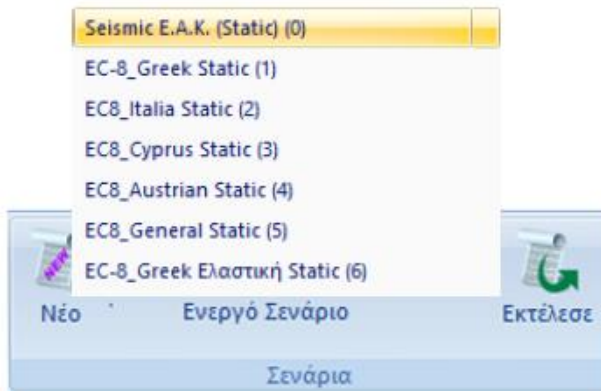 Seismic E.A.K. (Static) (0)
EC-8_Greek Static (1)
EC8_Italia Static (2)
EC8_Cyprus Static (3)
EC8_Austrian Static (4)
EC8_General Static (5)
EC-8_Greek Ελαστική Static (6)
NEW
Νέο Ενεργό Σενάριο Εκτέλεσε
Σενάρια